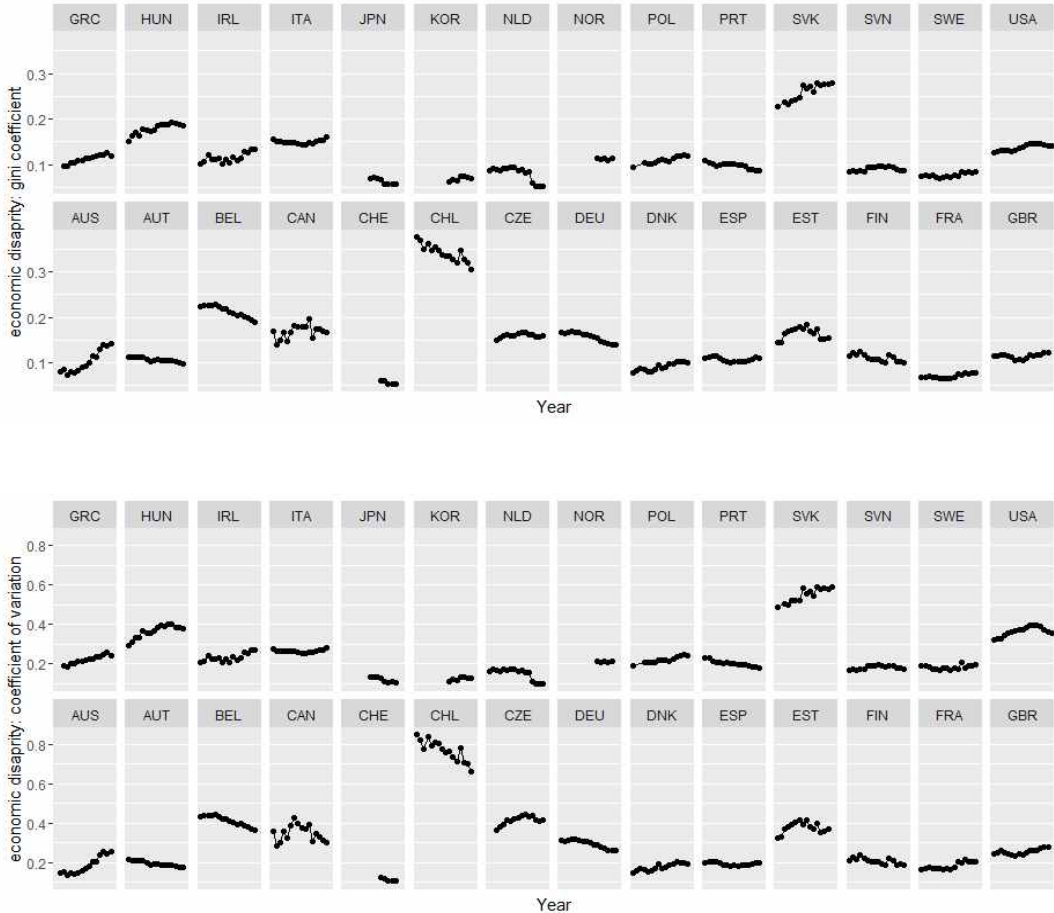 GRC HUN IRL ITA JPN KOR NLD NOR POL PRT SVK SVN SWE USA
0.3
0.2
0.1
AUS AUT BEL CAN CHE CHL CZE DEU DNK ESP EST FIN FRA GBR
0.3
0.2
0.1
economic disaprity: gini coefficient
Year
GRC HUN IRL ITA JPN KOR NLD NOR POL PRT SVK SVN SWE USA
0.8
0.6
0.4
0.2
AUS AUT BEL CAN CHE CHL CZE DEU DNK ESP EST FIN FRA GBR
0.8
0.6
0.4
0.2
economic disaprity: coefficient of variation
Year